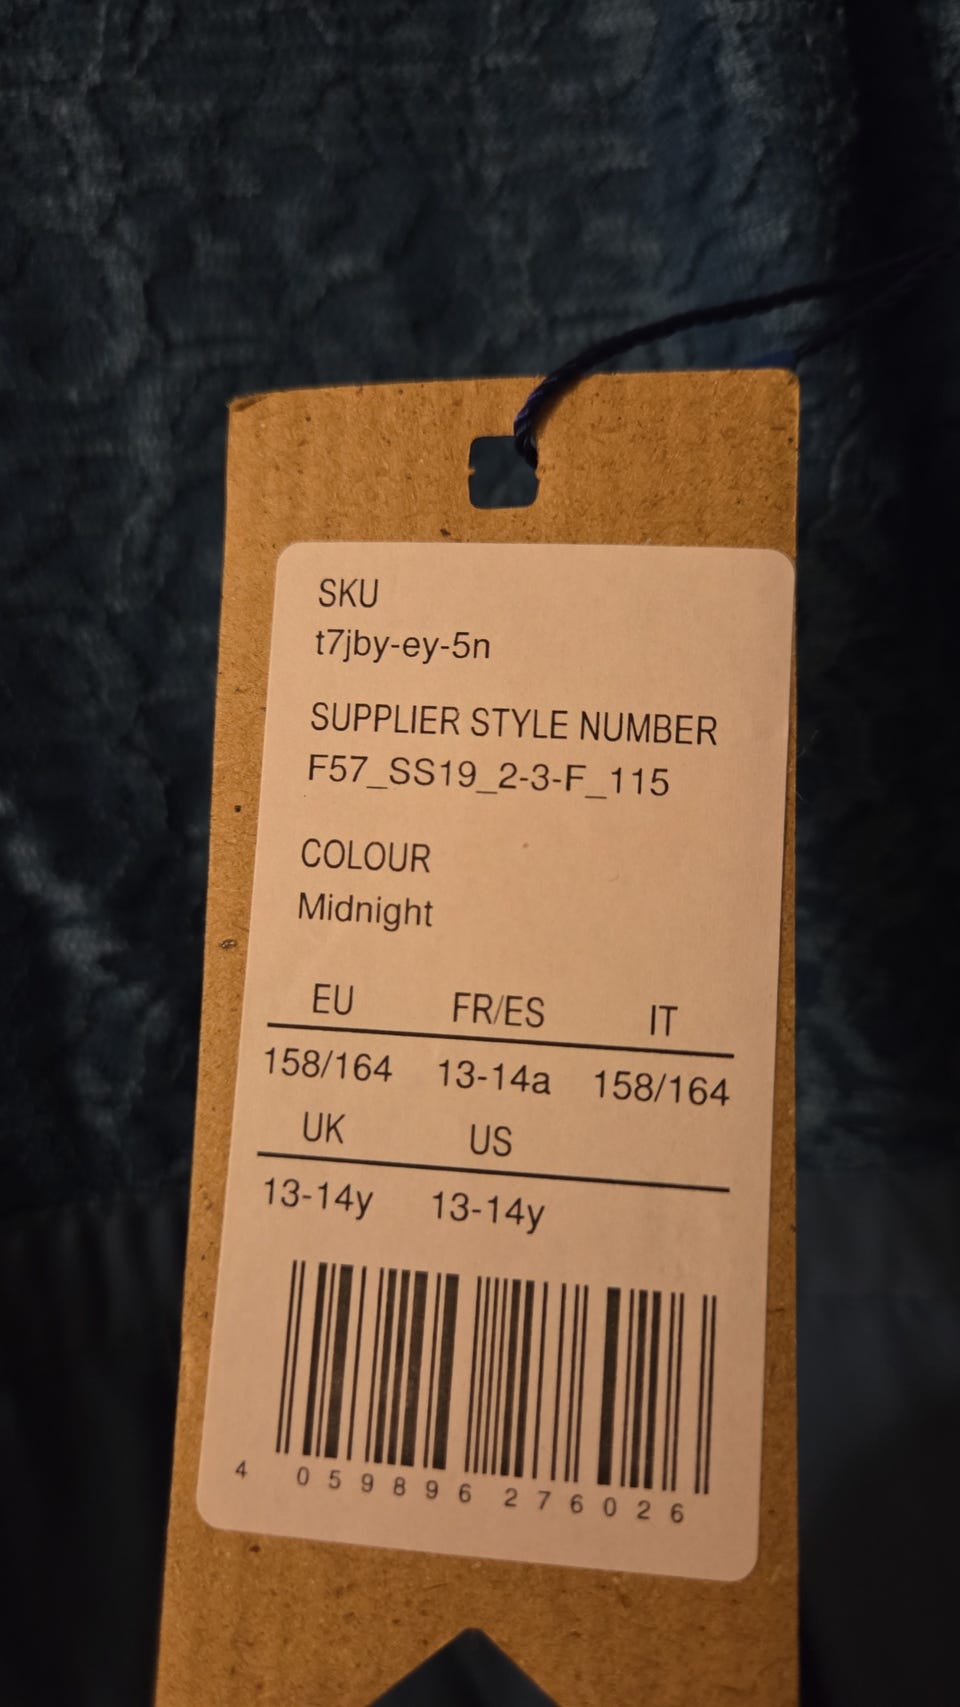 SKU
t7jby-ey-5n
SUPPLIER STYLE NUMBER
F57_SS19_2-3-F_115
COLOUR
Midnight
EU FR/ES IT
158/164 13-14a 158/164
UK US
13-14y 13-14y
4 059896 276026